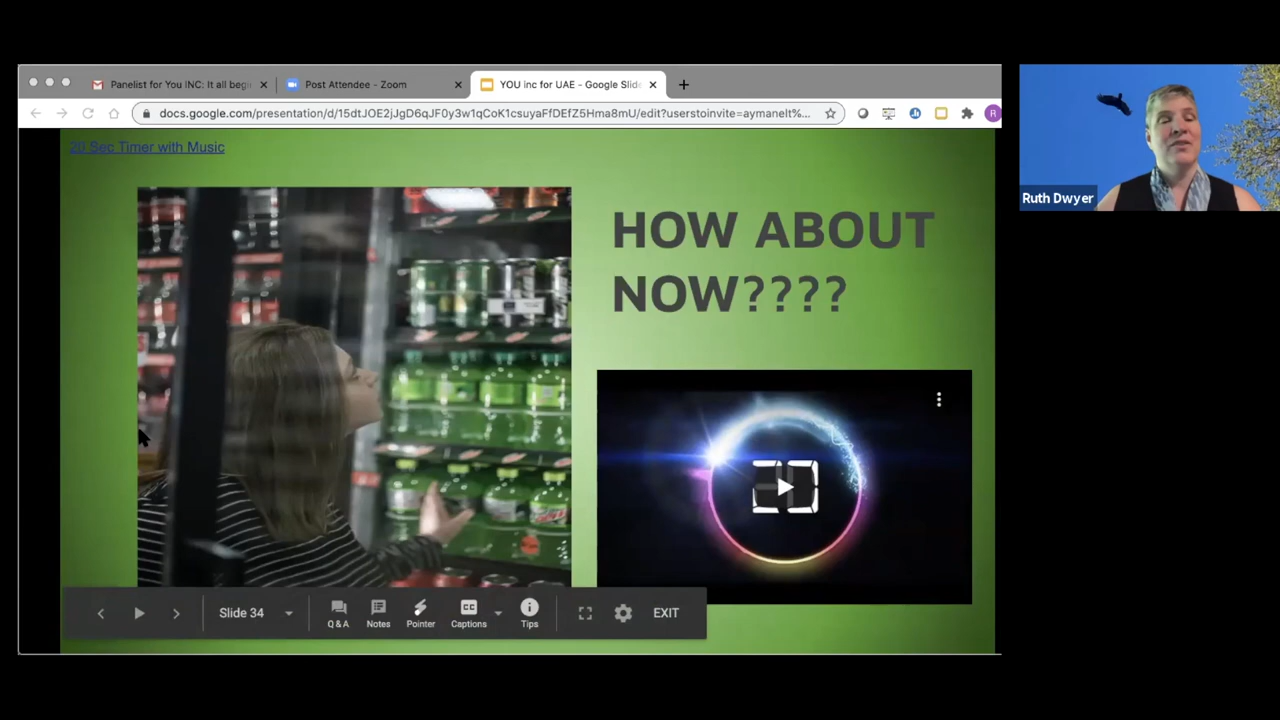 Panelist for You INC: It all begi
Post Attendee - Zoom
YOU inc for UAE - Google Slide
docs.google.com/presentation/d/15dtJOE2jJgD6qJF0y3w1qCoK1csuyaFfDEfZ5Hma8mU/edit?userstoinvite=aymanelt%...
R
20 Sec Timer with Music
HOW ABOUT
NOW????
Ruth Dwyer
Slide 34
Q & A
Notes
Pointer
CC
Captions
Tips
EXIT